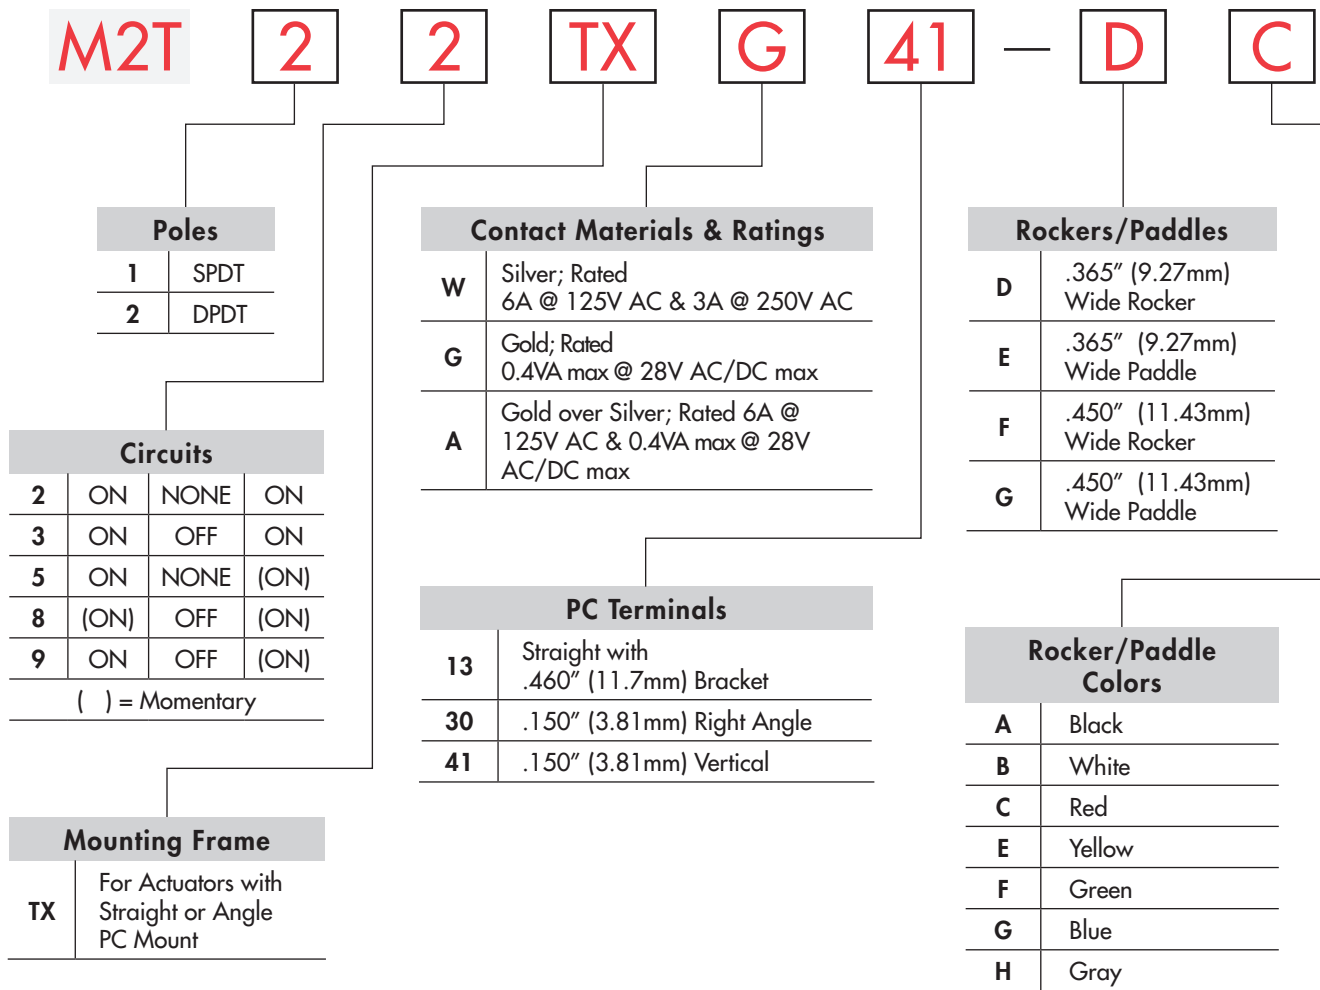 M2T 2 2 TX G 41 — D C
Poles
1 SPDT
2 DPDT
Circuits
2 ON NONE ON
3 ON OFF ON
5 ON NONE (ON)
8 (ON) OFF (ON)
9 ON OFF (ON)
( ) = Momentary
Mounting Frame
TX For Actuators with
Straight or Angle
PC Mount
Contact Materials & Ratings
W Silver; Rated
6A @ 125V AC & 3A @ 250V AC
G Gold; Rated
0.4VA max @ 28V AC/DC max
A Gold over Silver; Rated 6A @
125V AC & 0.4VA max @ 28V
AC/DC max
PC Terminals
13 Straight with
.460” (11.7mm) Bracket
30 .150” (3.81mm) Right Angle
41 .150” (3.81mm) Vertical
Rockers/Paddles
D .365” (9.27mm)
Wide Rocker
E .365” (9.27mm)
Wide Paddle
F .450” (11.43mm)
Wide Rocker
G .450” (11.43mm)
Wide Paddle
Rocker/Paddle
Colors
A Black
B White
C Red
E Yellow
F Green
G Blue
H Gray